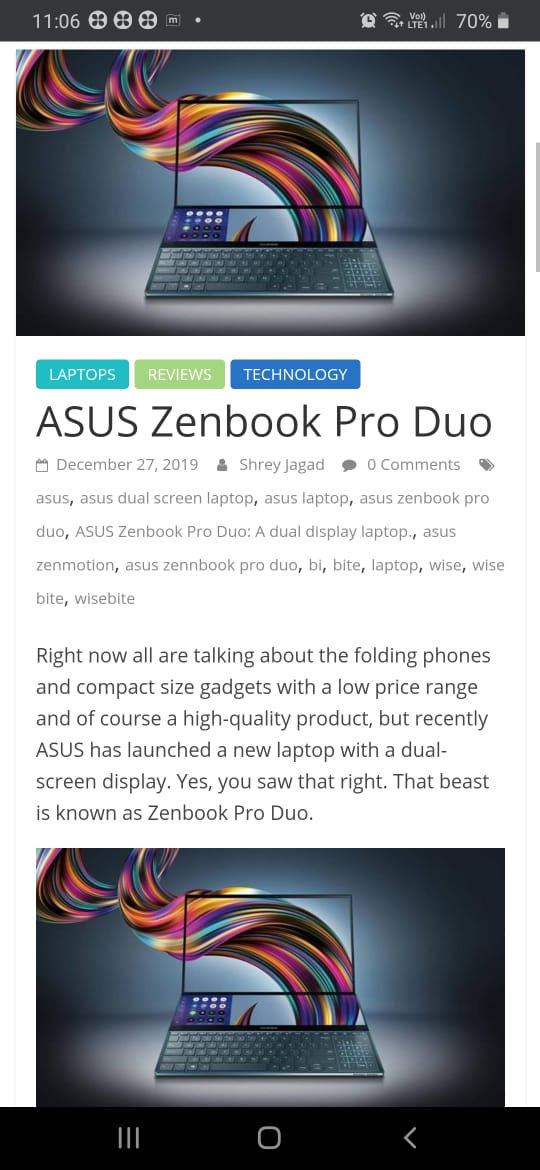 11:06 m Vo) LTE1 70%
LAPTOPS REVIEWS TECHNOLOGY
ASUS Zenbook Pro Duo
December 27, 2019 Shrey Jagad 0 Comments
asus, asus dual screen laptop, asus laptop, asus zenbook pro
duo, ASUS Zenbook Pro Duo: A dual display laptop., asus
zenmotion, asus zennbook pro duo, bi, bite, laptop, wise, wise
bite, wisebite
Right now all are talking about the folding phones
and compact size gadgets with a low price range
and of course a high-quality product, but recently
ASUS has launched a new laptop with a dual-
screen display. Yes, you saw that right. That beast
is known as Zenbook Pro Duo.